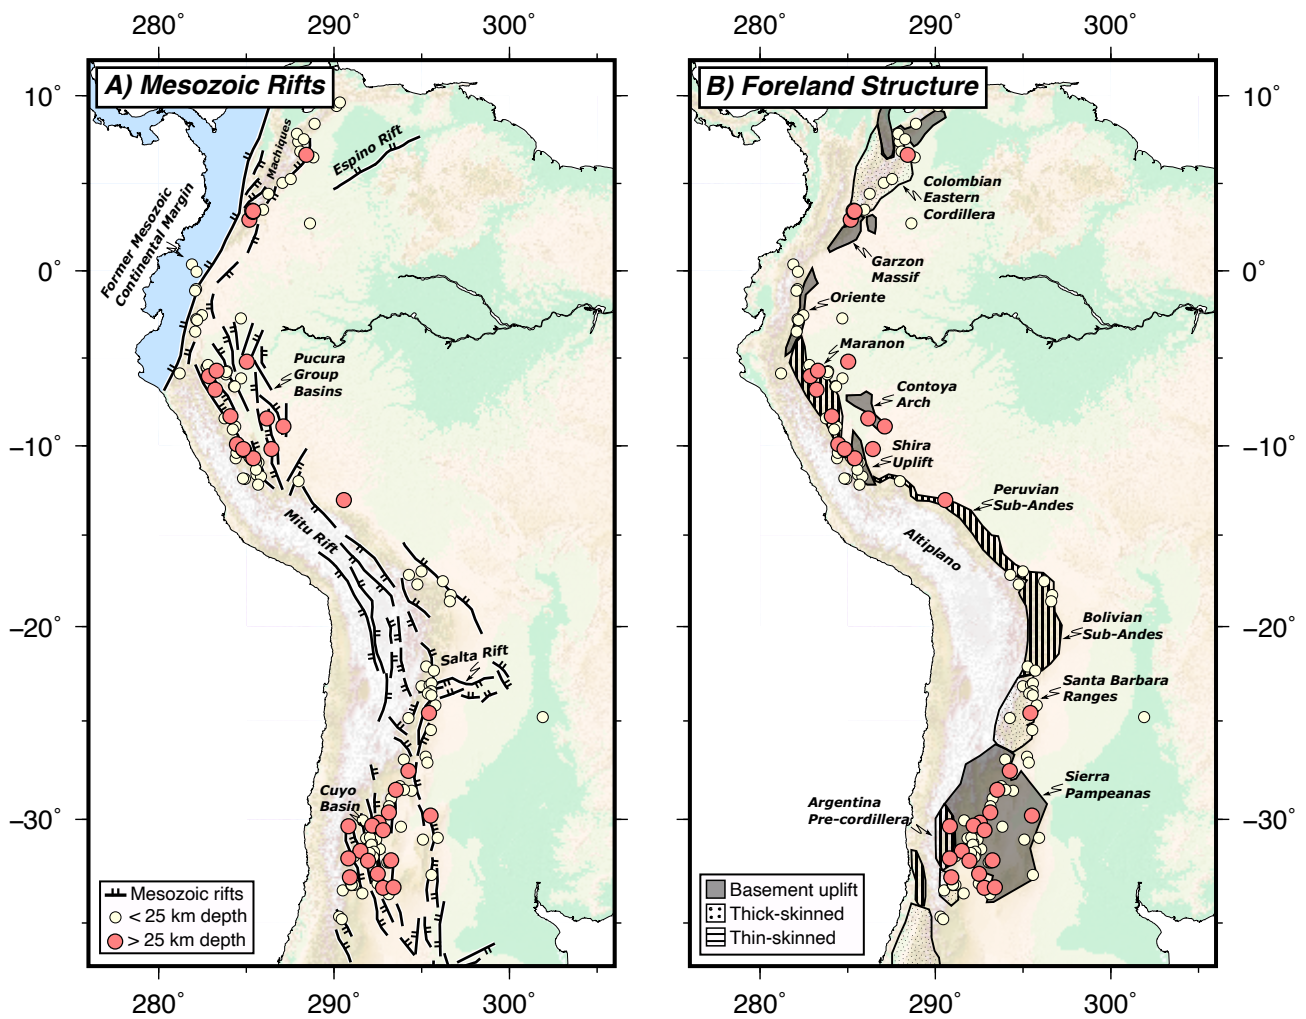 280° 290° 300° 280° 290° 300°
A) Mesozoic Rifts
B) Foreland Structure
10°
0°
−10°
−20°
−30°
10°
0°
−10°
−20°
−30°
Machiques
Espino Rift
Former Mesozoic
Continental Margin
Pucura
Group
Basins
Mitu Rift
Salta Rift
Cuyo
Basin
Mesozoic rifts
< 25 km depth
> 25 km depth
Colombian
Eastern
Cordillera
Garzon
Massif
Oriente
Maranon
Contoya
Arch
Shira
Uplift
Peruvian
Sub-Andes
Altiplano
Bolivian
Sub-Andes
Santa Barbara
Ranges
Sierra
Pampeanas
Argentina
Pre-cordillera
Basement uplift
Thick-skinned
Thin-skinned
280° 290° 300° 280° 290° 300°